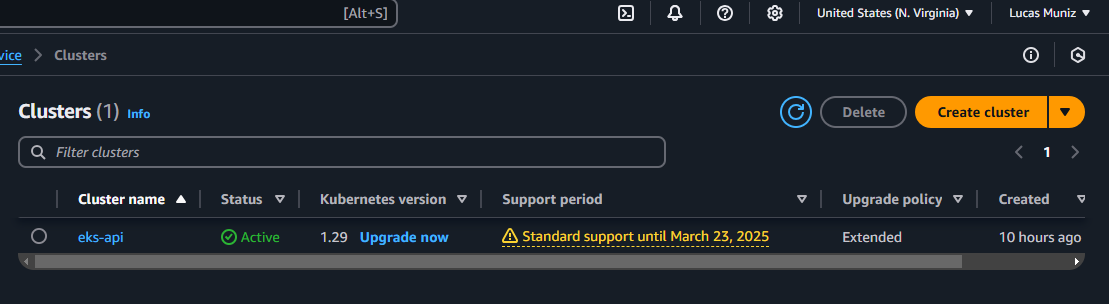 [Alt+S] United States (N. Virginia) Lucas Muniz
vice Clusters
Clusters (1) Info Delete Create cluster
Filter clusters 1
Cluster name Status Kubernetes version Support period Upgrade policy Created
eks-api Active 1.29 Upgrade now Standard support until March 23, 2025 Extended 10 hours ago